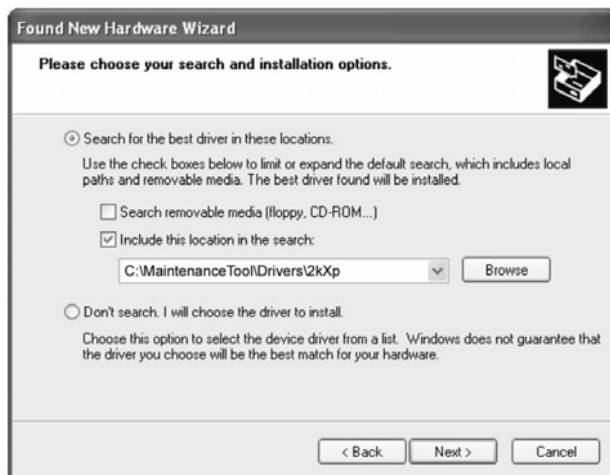 Found New Hardware Wizard
Please choose your search and installation options.
Search for the best driver in these locations.
Use the check boxes below to limit or expand the default search, which includes local
paths and removable media. The best driver found will be installed.
Search removable media (floppy, CD-ROM...)
Include this location in the search:
C:\MaintenanceTool\Drivers\2kXp
Browse
Don't search. I will choose the driver to install.
Choose this option to select the device driver from a list. Windows does not guarantee that
the driver you choose will be the best match for your hardware.
< Back
Next >
Cancel